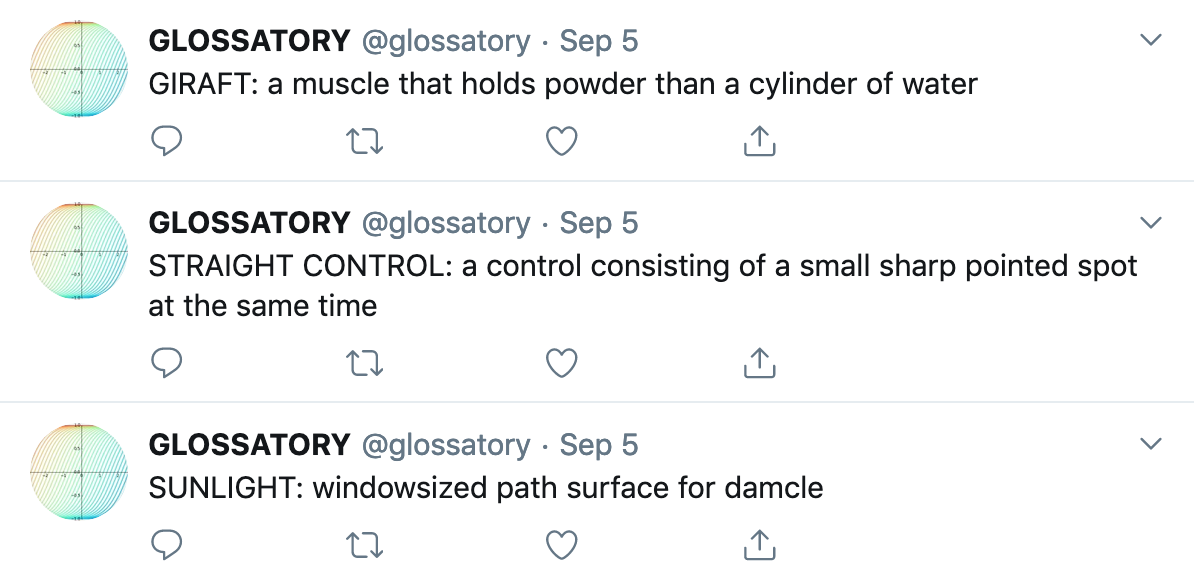 GLOSSATORY @glossatory · Sep 5
GIRAFT: a muscle that holds powder than a cylinder of water
GLOSSATORY @glossatory · Sep 5
STRAIGHT CONTROL: a control consisting of a small sharp pointed spot
at the same time
GLOSSATORY @glossatory · Sep 5
SUNLIGHT: windowsized path surface for damcle